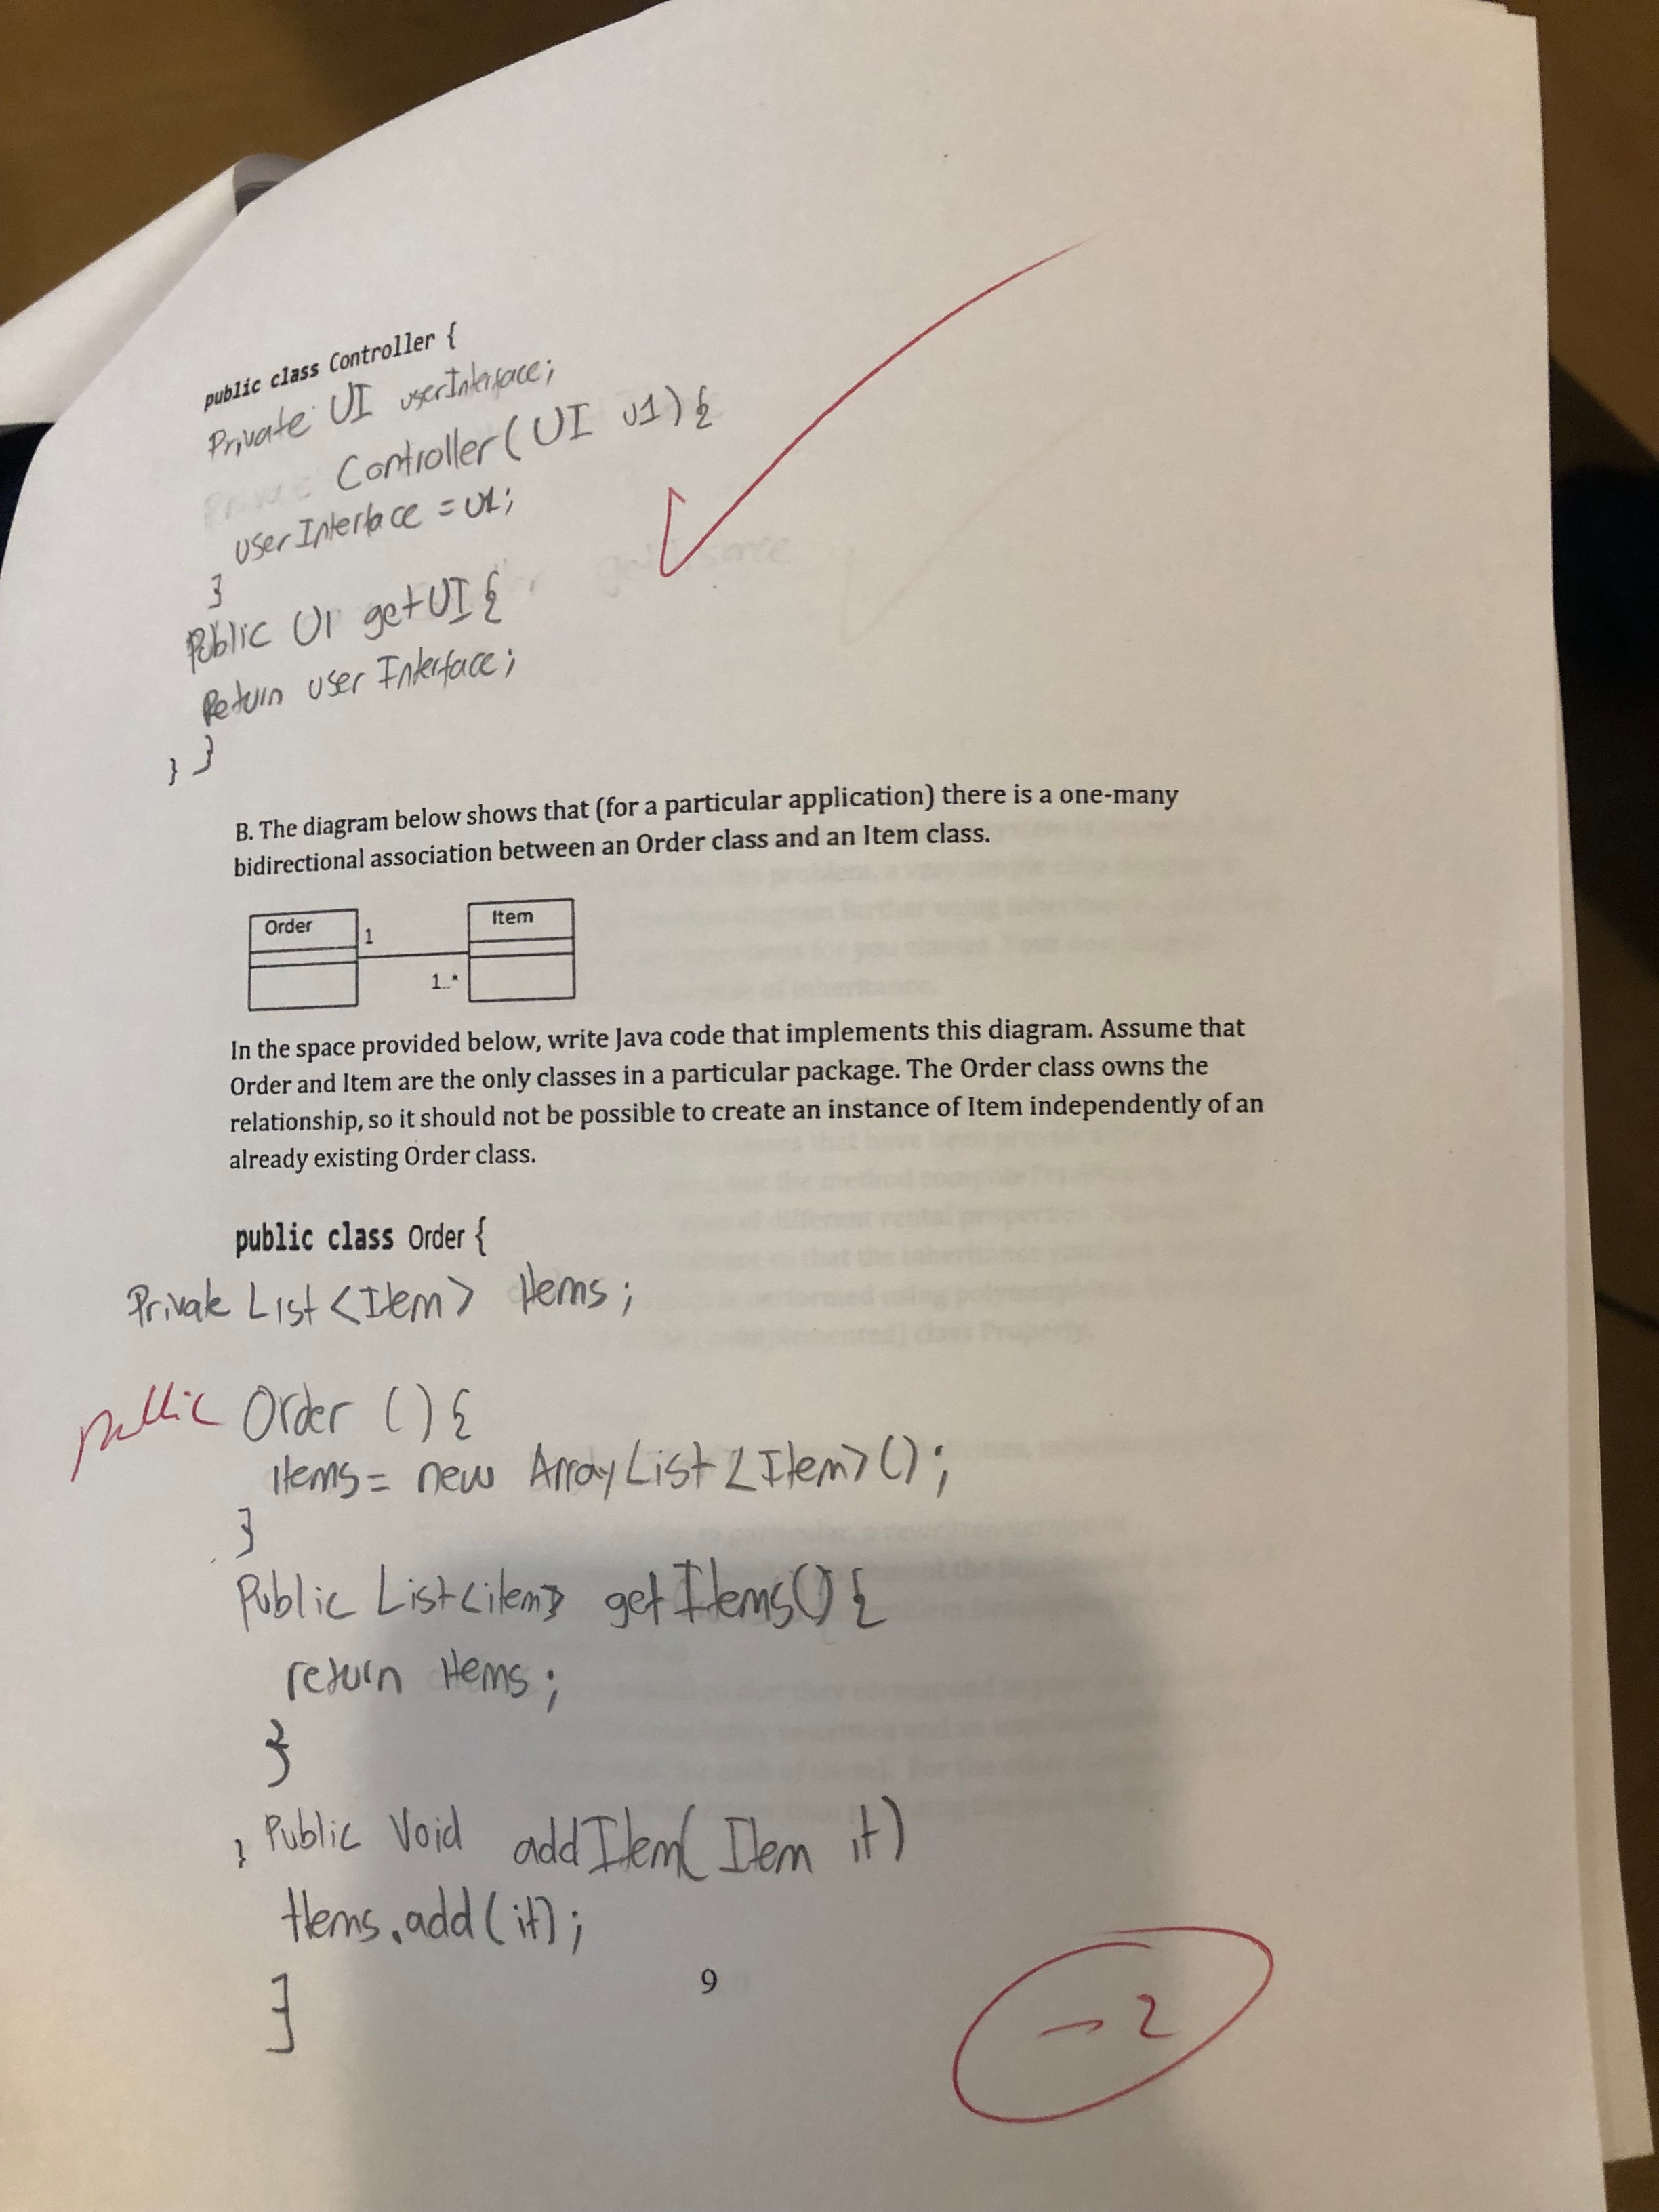 public class Controller {
Private UI userInterface;
Controller(UI u1){
userInterface = u1;
}
Public UI getUI{
Return userInterface;
}
}
B. The diagram below shows that (for a particular application) there is a one-many
bidirectional association between an Order class and an Item class.
Order
1
1..*
Item
In the space provided below, write Java code that implements this diagram. Assume that
Order and Item are the only classes in a particular package. The Order class owns the
relationship, so it should not be possible to create an instance of Item independently of an
already existing Order class.
public class Order {
Private List<Item> Items;
public Order () {
items = new ArrayList<Item>();
}
Public List<item> getItems() {
return Items;
}
} Public Void addItem(Item it)
Items.add(it);
}
9
-2